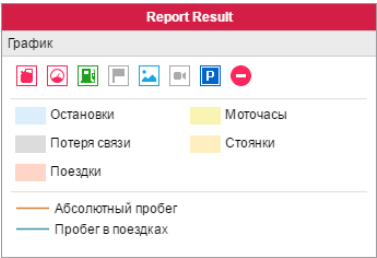 Report Result
График
P
Остановки Моточасы
Потеря связи Стоянки
Поездки
Абсолютный пробег
Пробег в поездках